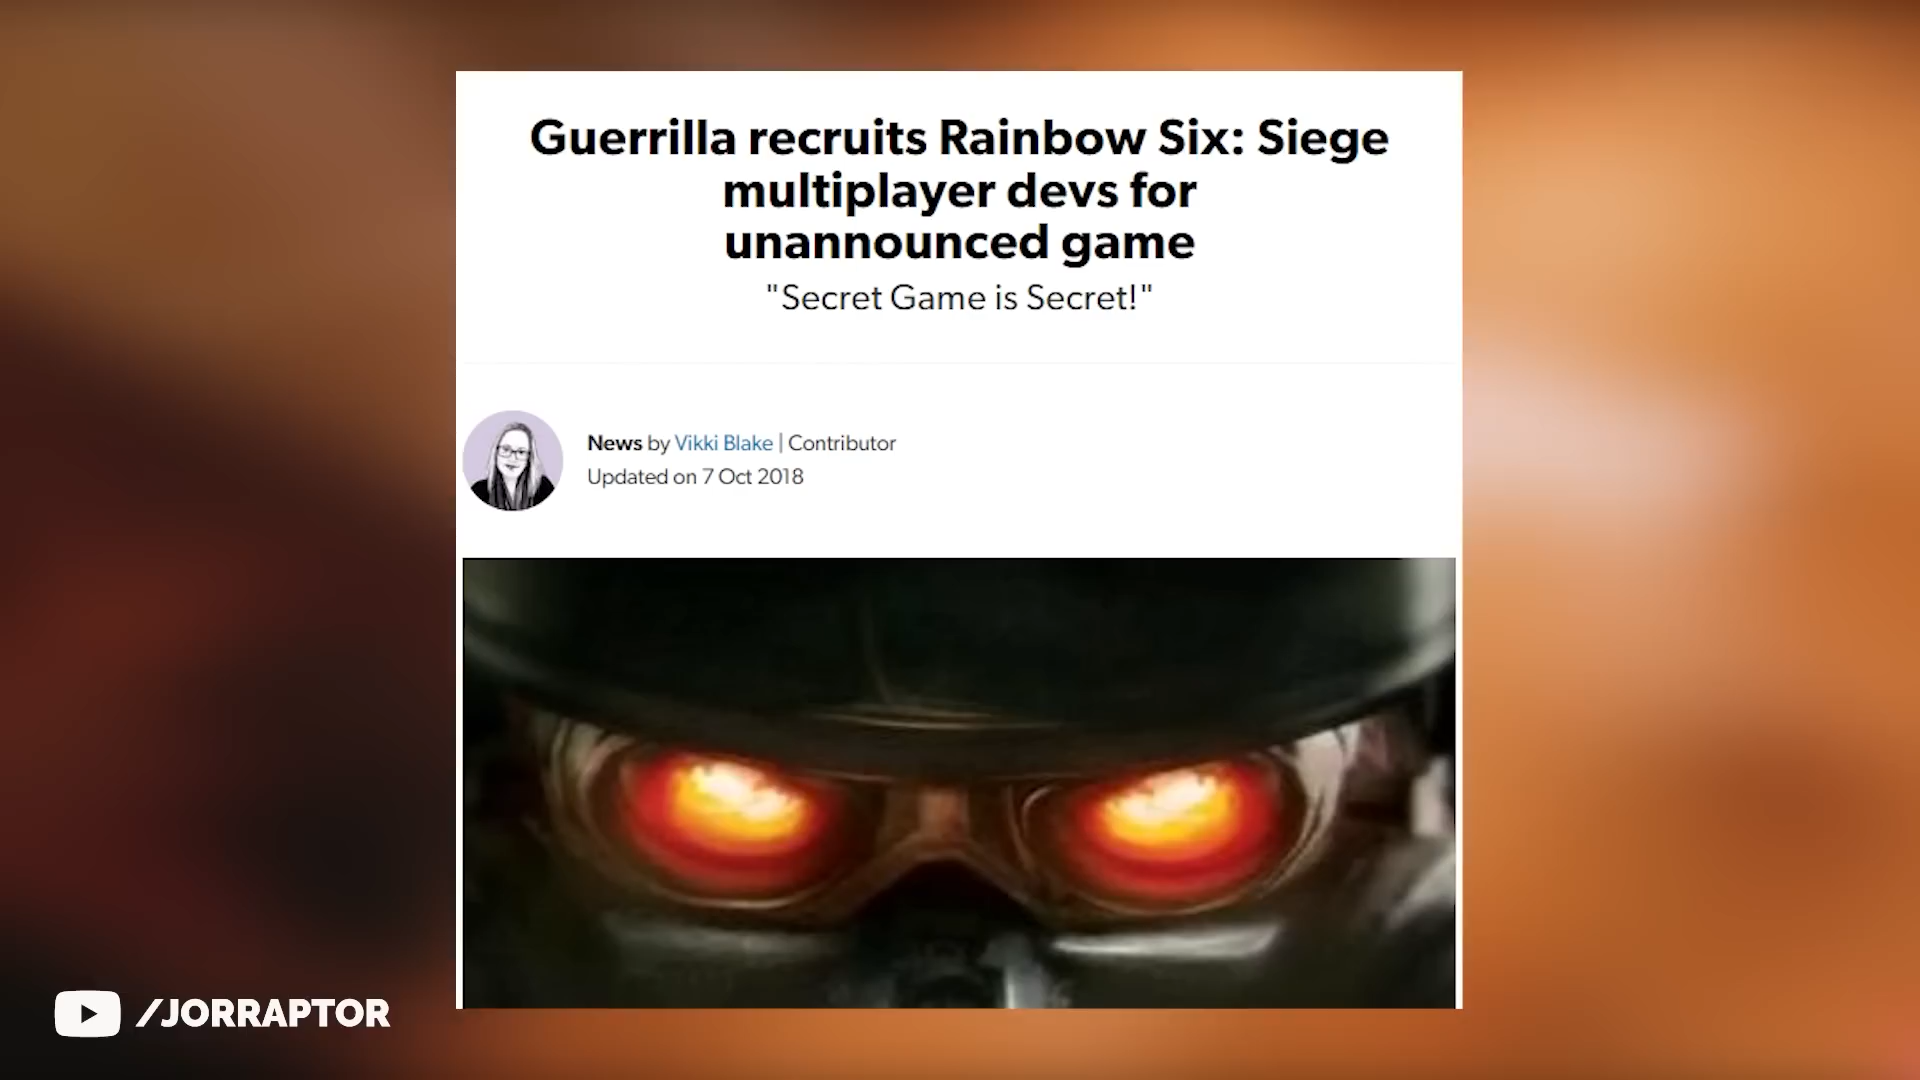 Guerrilla recruits Rainbow Six: Siege
multiplayer devs for
unannounced game
"Secret Game is Secret!"
News by Vikki Blake | Contributor
Updated on 7 Oct 2018
/JORRAPTOR